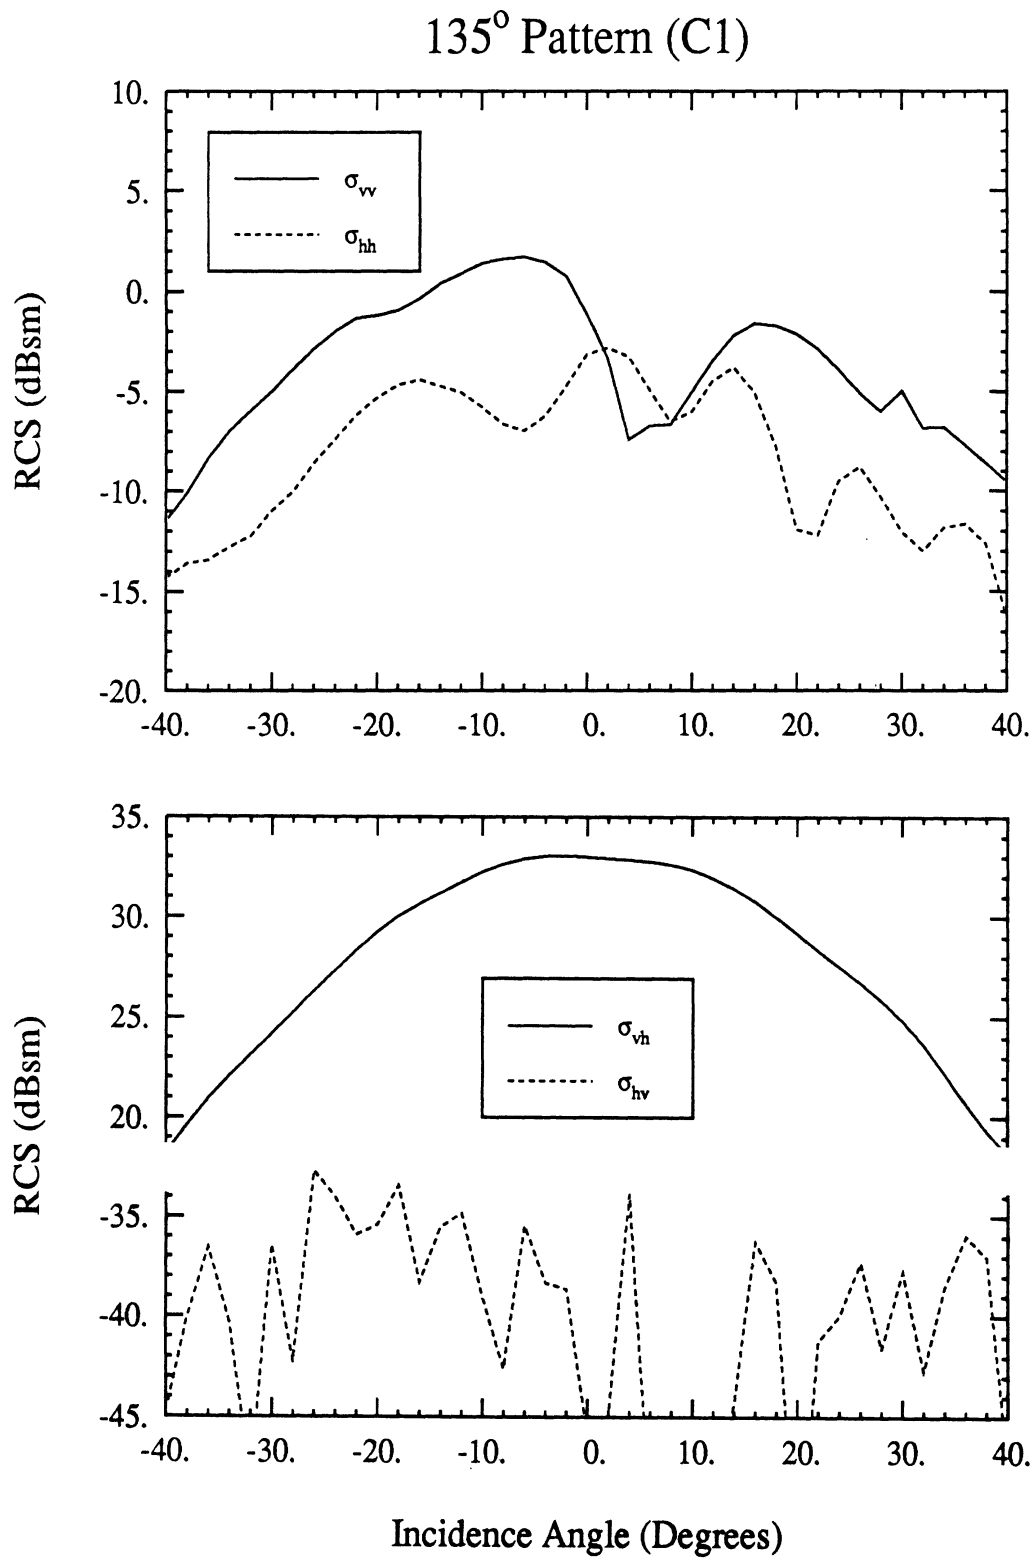 135° Pattern (C1)
10.
5.
0.
-5.
-10.
-15.
-20.
RCS (dBsm)
σvv
σhh
-40. -30. -20. -10. 0. 10. 20. 30. 40.
35.
30.
25.
20.
-35.
-40.
-45.
RCS (dBsm)
σvh
σhv
-40. -30. -20. -10. 0. 10. 20. 30. 40.
Incidence Angle (Degrees)